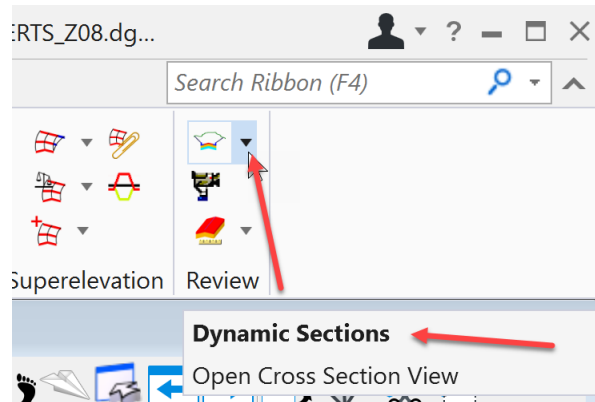 ERTS_Z08.dg...
?
Search Ribbon (F4)
Superelevation
Review
Dynamic Sections
Open Cross Section View